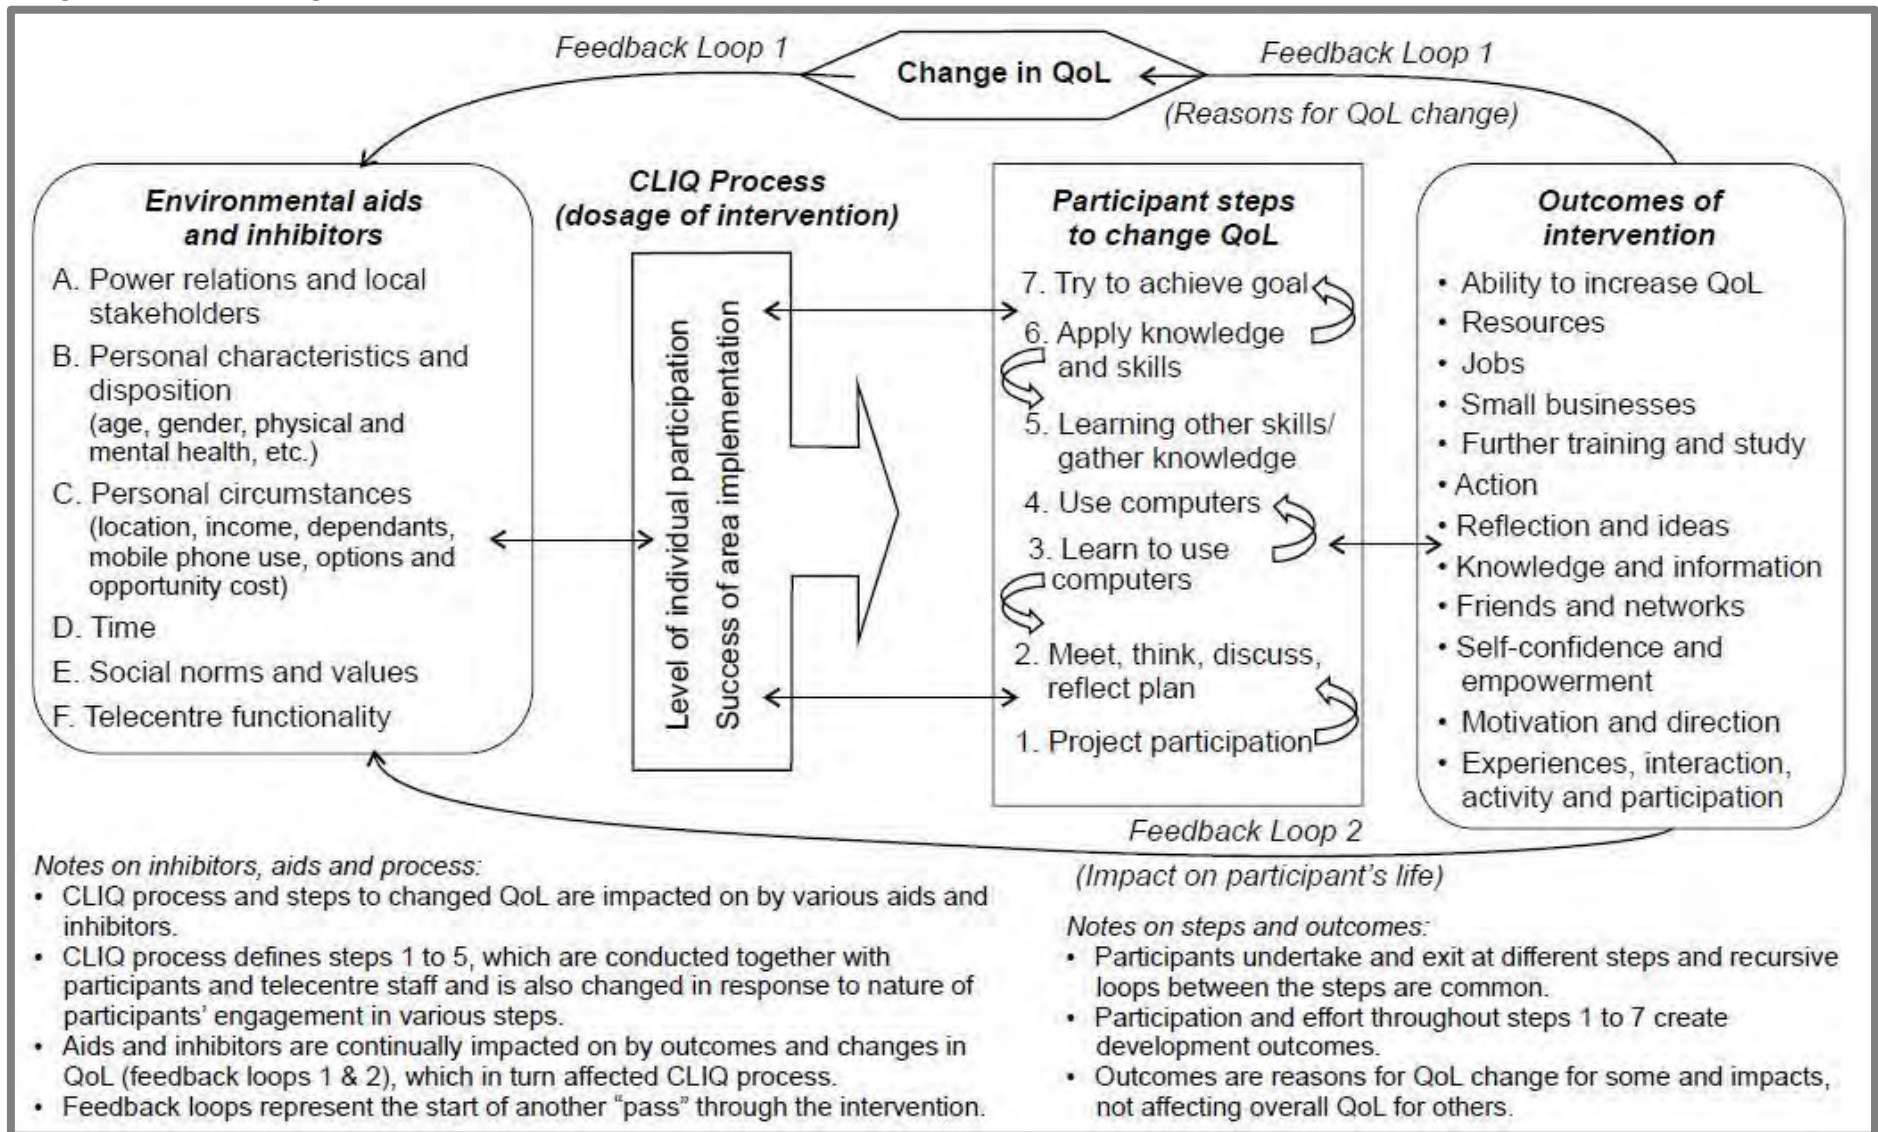 Feedback Loop 1
Change in QoL
Feedback Loop 1
(Reasons for QoL change)
Environmental aids
and inhibitors
A. Power relations and local
stakeholders
B. Personal characteristics and
disposition
(age, gender, physical and
mental health, etc.)
C. Personal circumstances
(location, income, dependants,
mobile phone use, options and
opportunity cost)
D. Time
E. Social norms and values
F. Telecentre functionality
CLIQ Process
(dosage of intervention)
Level of individual participation
Success of area implementation
Participant steps
to change QoL
7. Try to achieve goal
6. Apply knowledge
and skills
5. Learning other skills/
gather knowledge
4. Use computers
3. Learn to use
computers
2. Meet, think, discuss,
reflect plan
1. Project participation
Outcomes of
intervention
• Ability to increase QoL
• Resources
• Jobs
• Small businesses
• Further training and study
• Action
• Reflection and ideas
• Knowledge and information
• Friends and networks
• Self-confidence and
empowerment
• Motivation and direction
• Experiences, interaction,
activity and participation
Feedback Loop 2
(Impact on participant's life)
Notes on inhibitors, aids and process:
• CLIQ process and steps to changed QoL are impacted on by various aids and
inhibitors.
• CLIQ process defines steps 1 to 5, which are conducted together with
participants and telecentre staff and is also changed in response to nature of
participants' engagement in various steps.
• Aids and inhibitors are continually impacted on by outcomes and changes in
QoL (feedback loops 1 & 2), which in turn affected CLIQ process.
• Feedback loops represent the start of another "pass" through the intervention.
Notes on steps and outcomes:
• Participants undertake and exit at different steps and recursive
loops between the steps are common.
• Participation and effort throughout steps 1 to 7 create
development outcomes.
• Outcomes are reasons for QoL change for some and impacts,
not affecting overall QoL for others.